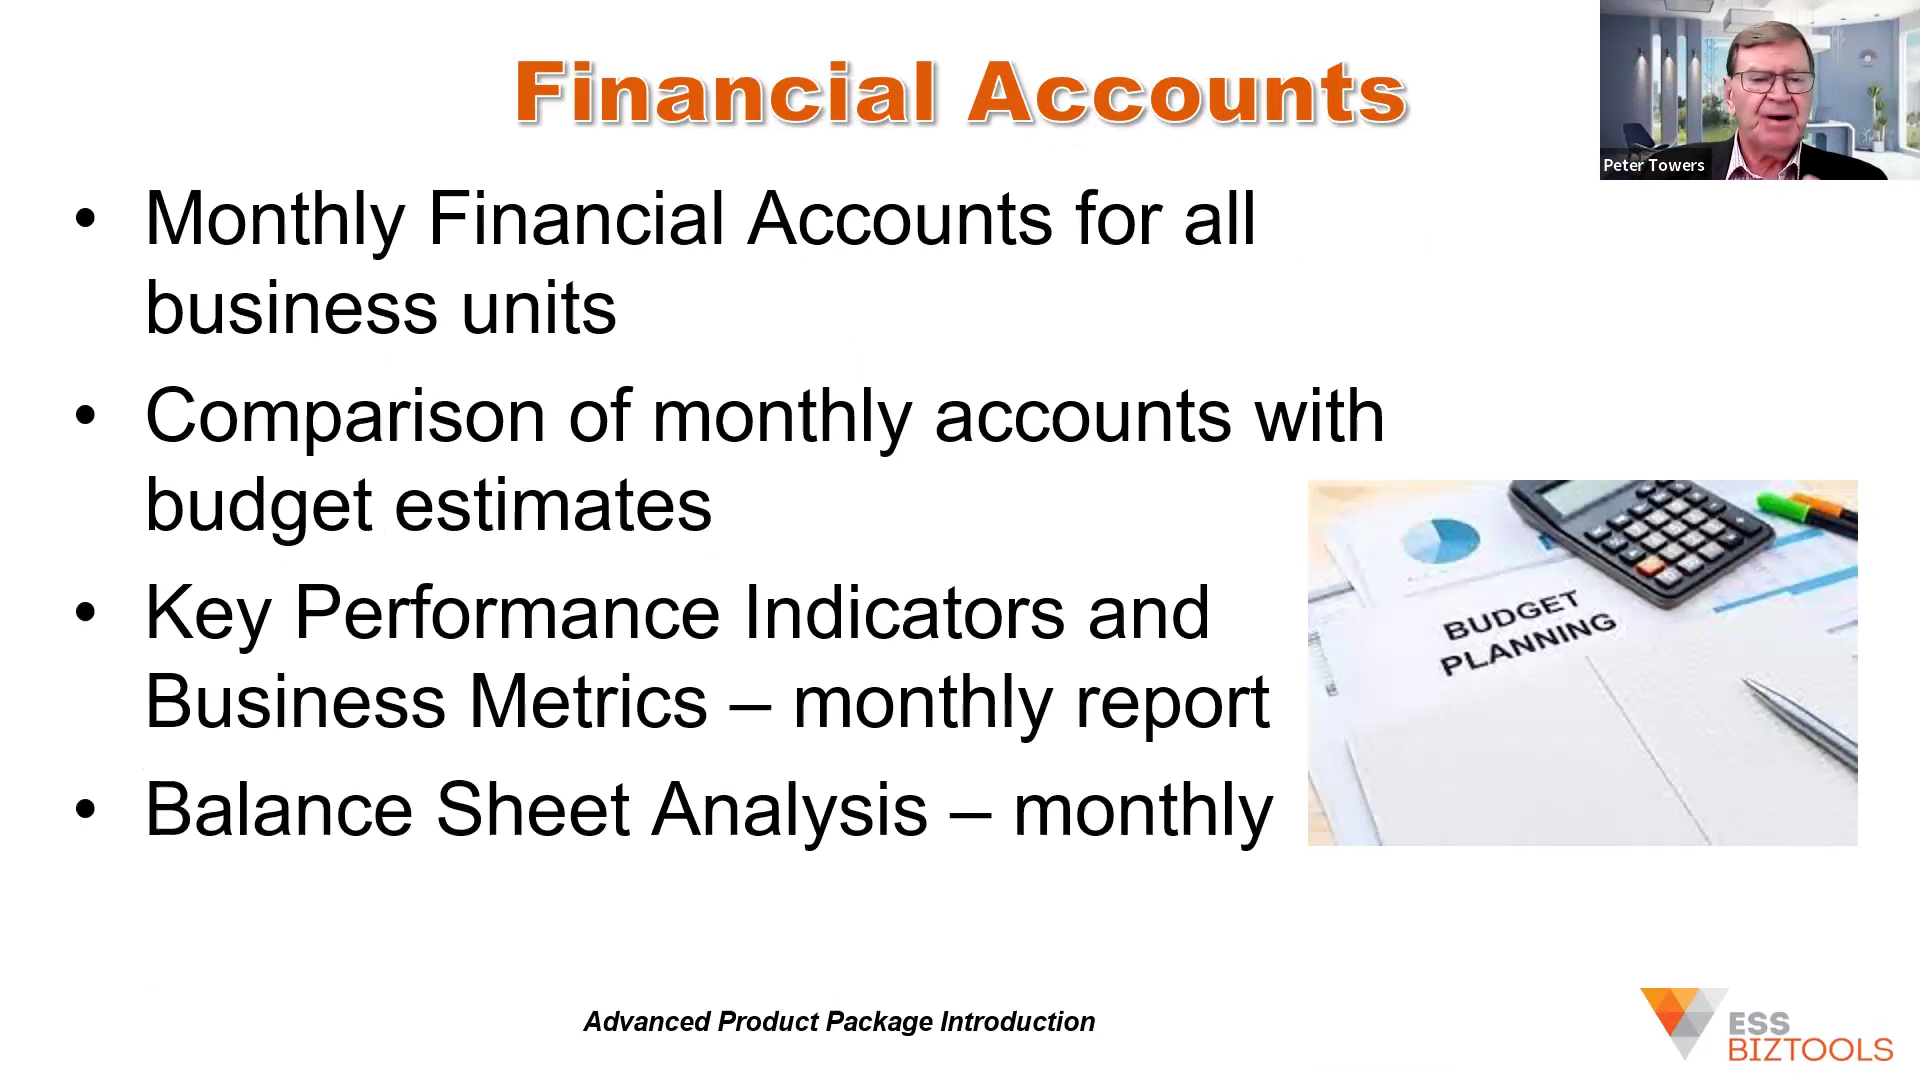 Financial Accounts
Peter Towers
• Monthly Financial Accounts for all
business units
• Comparison of monthly accounts with
budget estimates
• Key Performance Indicators and
Business Metrics – monthly report
• Balance Sheet Analysis – monthly
BUDGET
PLANNING
Advanced Product Package Introduction
ESS
BIZTOOLS